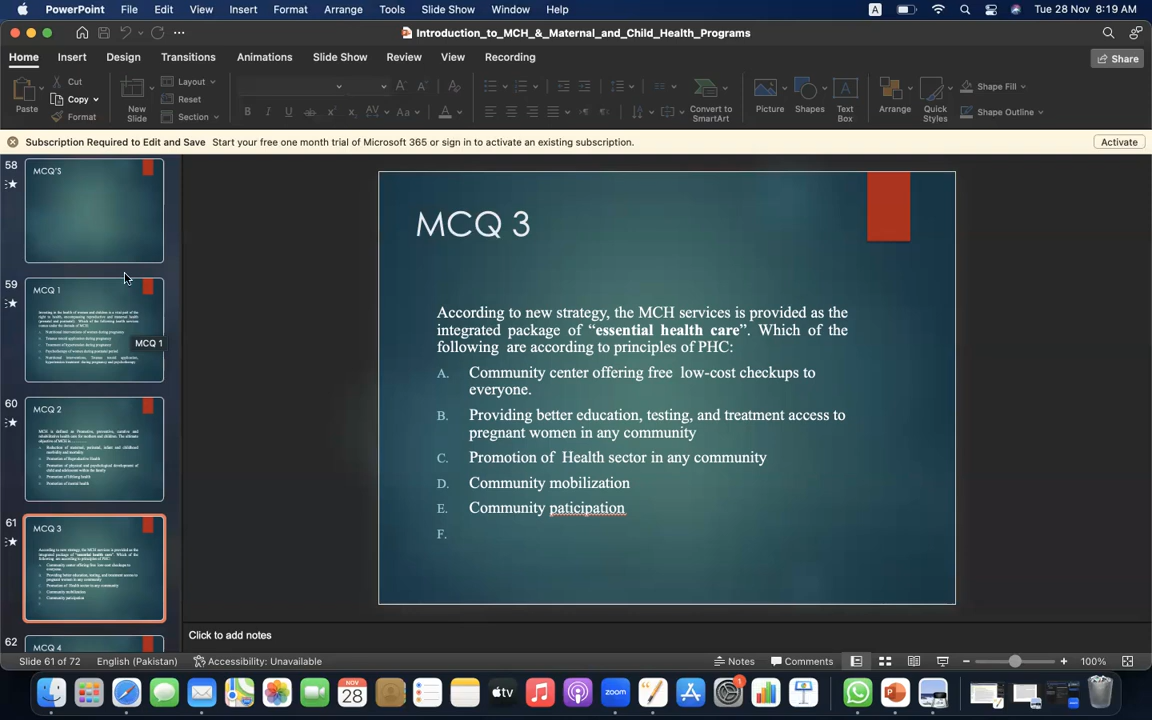 PowerPoint File Edit View Insert Format Arrange Tools Slide Show Window Help A Tue 28 Nov 8:19 AM
Introduction_to_MCH_&_Maternal_and_Child_Health_Programs
Home Insert Design Transitions Animations Slide Show Review View Recording Share
Paste Cut Copy Format
New Slide Layout Reset Section
Convert to SmartArt Picture Shapes Text Box Arrange Quick Styles Shape Fill Shape Outline
Subscription Required to Edit and Save Start your free one month trial of Microsoft 365 or sign in to activate an existing subscription. Activate
58
MCQ'S
59
MCQ 1
MCQ 1
60
MCQ 2
61
MCQ 3
62
MCQ 4
MCQ 3
According to new strategy, the MCH services is provided as the
integrated package of “essential health care”. Which of the
following are according to principles of PHC:
A. Community center offering free low-cost checkups to
everyone.
B. Providing better education, testing, and treatment access to
pregnant women in any community
C. Promotion of Health sector in any community
D. Community mobilization
E. Community paticipation
F.
Click to add notes
Slide 61 of 72 English (Pakistan) Accessibility: Unavailable Notes Comments 100%
NOV 28 tv zoom 1